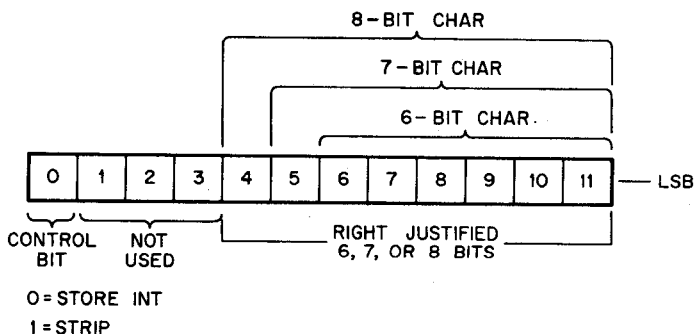 8-BIT CHAR
7-BIT CHAR
6-BIT CHAR.
0 1 2 3 4 5 6 7 8 9 10 11 LSB
CONTROL BIT
NOT USED
RIGHT JUSTIFIED
6, 7, OR 8 BITS
0 = STORE INT
1 = STRIP